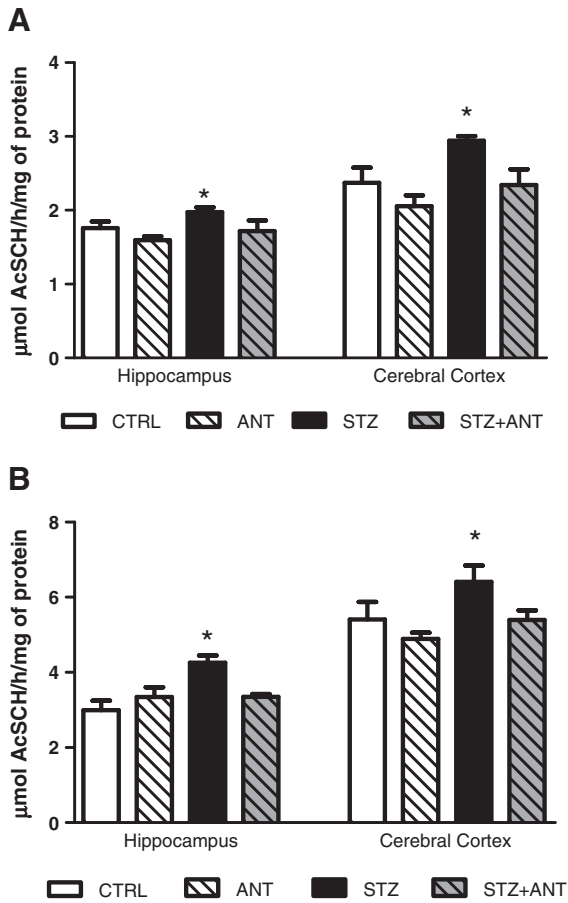 A
µmol AcSCH/h/mg of protein
4
3
2
1
0
*
*
Hippocampus Cerebral Cortex
CTRL ANT STZ STZ+ANT
B
µmol AcSCH/h/mg of protein
8
6
4
2
0
*
*
Hippocampus Cerebral Cortex
CTRL ANT STZ STZ+ANT